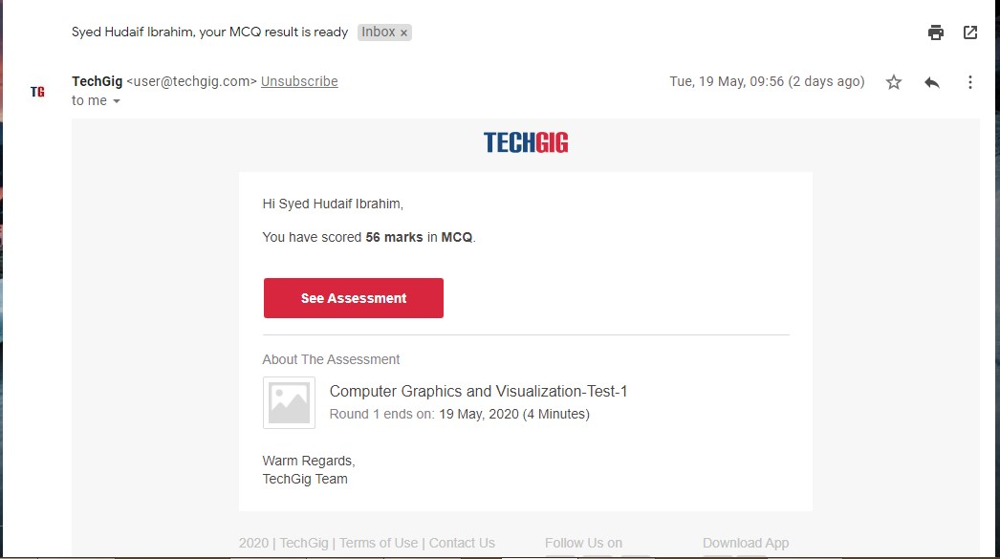 Syed Hudaif Ibrahim, your MCQ result is ready Inbox ×
TG
TechGig <user@techgig.com> Unsubscribe
Tue, 19 May, 09:56 (2 days ago)
to me
TECHGIG
Hi Syed Hudaif Ibrahim,
You have scored 56 marks in MCQ.
See Assessment
About The Assessment
Computer Graphics and Visualization-Test-1
Round 1 ends on: 19 May, 2020 (4 Minutes)
Warm Regards,
TechGig Team
2020 | TechGig | Terms of Use | Contact Us
Follow Us on
Download App